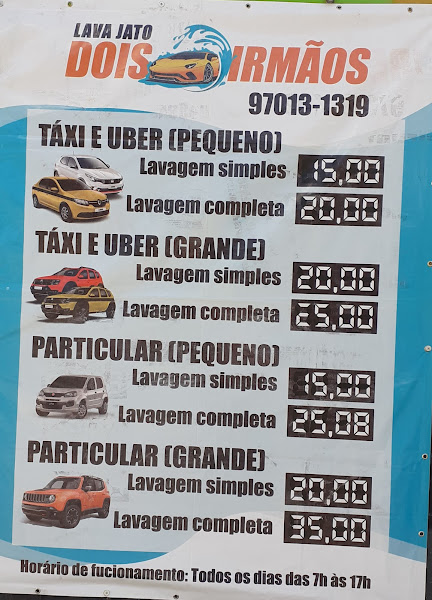 LAVA JATO
DOIS IRMÃOS
97013-1319
TÁXI E UBER (PEQUENO)
Lavagem simples 15,00
Lavagem completa 20,00
TÁXI E UBER (GRANDE)
Lavagem simples 20,00
Lavagem completa 25,00
PARTICULAR (PEQUENO)
Lavagem simples 15,00
Lavagem completa 25,08
PARTICULAR (GRANDE)
Lavagem simples 20,00
Lavagem completa 35,00
Horário de fucionamento: Todos os dias das 7h às 17h